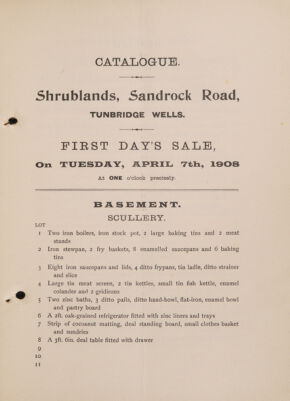 CATALOGUE.
Shrublands, Sandrock Road,
TUNBRIDGE WELLS.
FIRST DAY'S SALE,
On TUESDAY, APRIL 7th, 1908
At ONE o'clock precisely.
BASEMENT.
SCULLERY.
LOT
1 Two iron boilers, iron stock pot, 2 large baking tins and 2 meat
stands
2 Iron stewpan, 2 fry baskets, 8 enamelled saucepans and 6 baking
tins
3 Eight iron saucepans and lids, 4 ditto frypans, tin ladle, ditto strainer
and slice
4 Large tin meat screen, 2 tin kettles, small tin fish kettle, enamel
colander and 2 gridirons
5 Two zinc baths, 3 ditto pails, ditto hand-bowl, flat-iron, enamel bowl
and pastry board
6 A 2ft. oak-grained refrigerator fitted with zinc liners and trays
7 Strip of cocoanut matting, deal standing board, small clothes basket
and sundries
8 A 3ft. 6in. deal table fitted with drawer
9
10
11